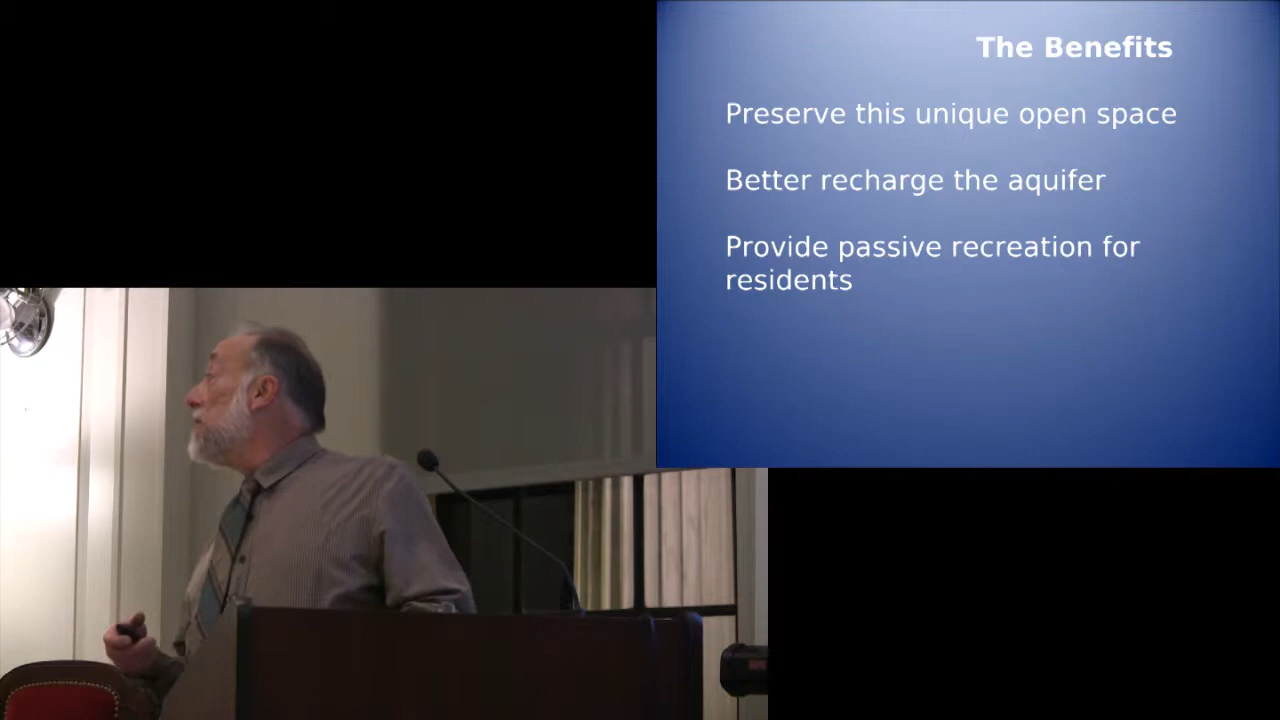 The Benefits
Preserve this unique open space
Better recharge the aquifer
Provide passive recreation for
residents